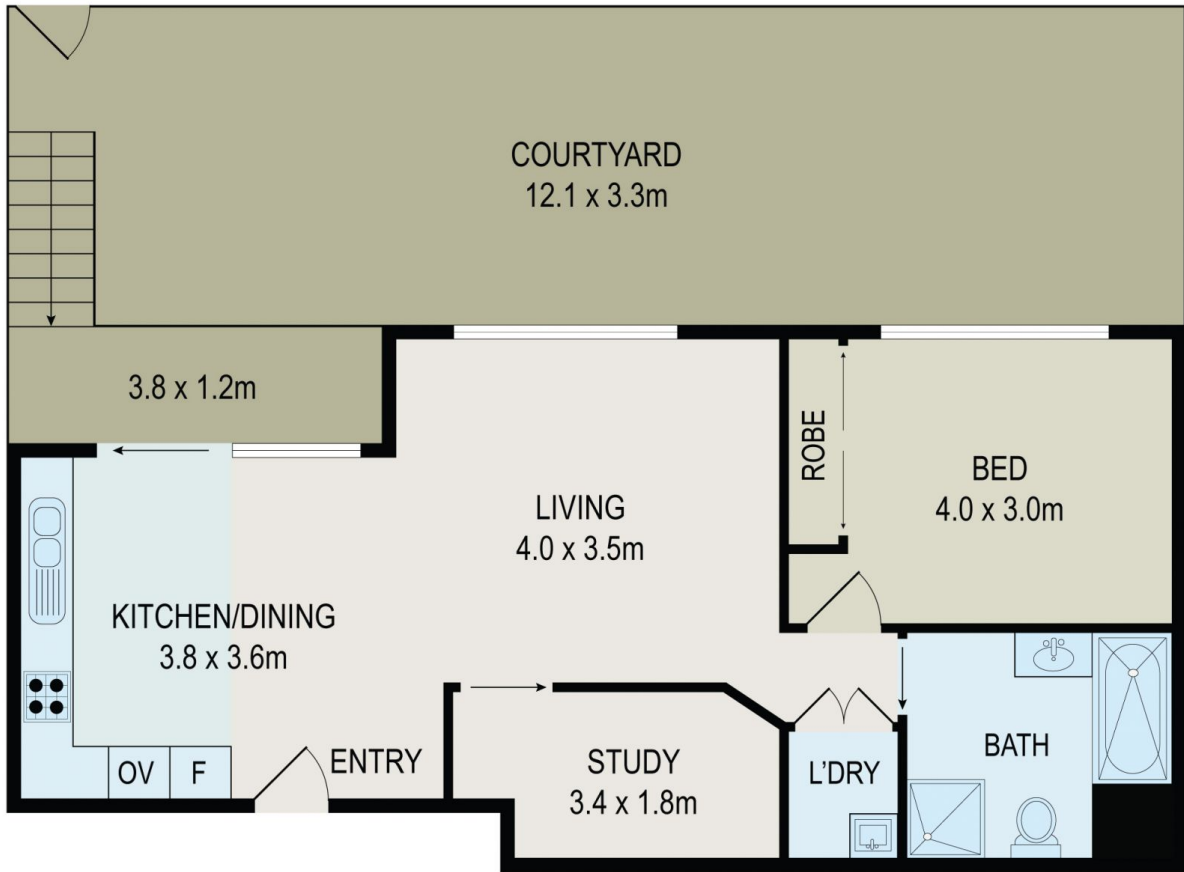 COURTYARD
12.1 x 3.3m
3.8 x 1.2m
ROBE
BED
4.0 x 3.0m
LIVING
4.0 x 3.5m
KITCHEN/DINING
3.8 x 3.6m
OV
F
ENTRY
STUDY
3.4 x 1.8m
L'DRY
BATH